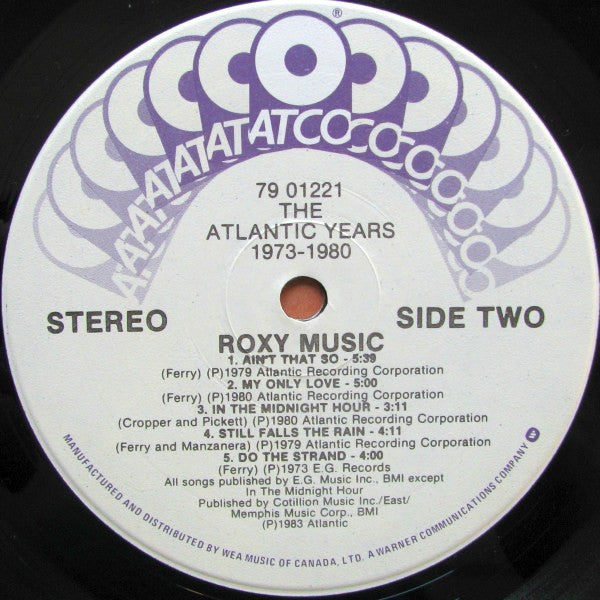 ®
ATCO
79 01221
THE
ATLANTIC YEARS
1973-1980
STEREO
SIDE TWO
ROXY MUSIC
1. AIN'T THAT SO - 5:39
(Ferry) (P)1979 Atlantic Recording Corporation
2. MY ONLY LOVE - 5:00
(Ferry) (P)1980 Atlantic Recording Corporation
3. IN THE MIDNIGHT HOUR - 3:11
(Cropper and Pickett) (P)1980 Atlantic Recording Corporation
4. STILL FALLS THE RAIN - 4:11
(Ferry and Manzanera) (P)1979 Atlantic Recording Corporation
5. DO THE STRAND - 4:00
(Ferry) (P)1973 E.G. Records
All songs published by E.G. Music Inc., BMI except
In The Midnight Hour
Published by Cotillion Music Inc./East/
Memphis Music Corp., BMI
(P)1983 Atlantic
MANUFACTURED AND DISTRIBUTED BY WEA MUSIC OF CANADA, LTD. A WARNER COMMUNICATIONS COMPANY